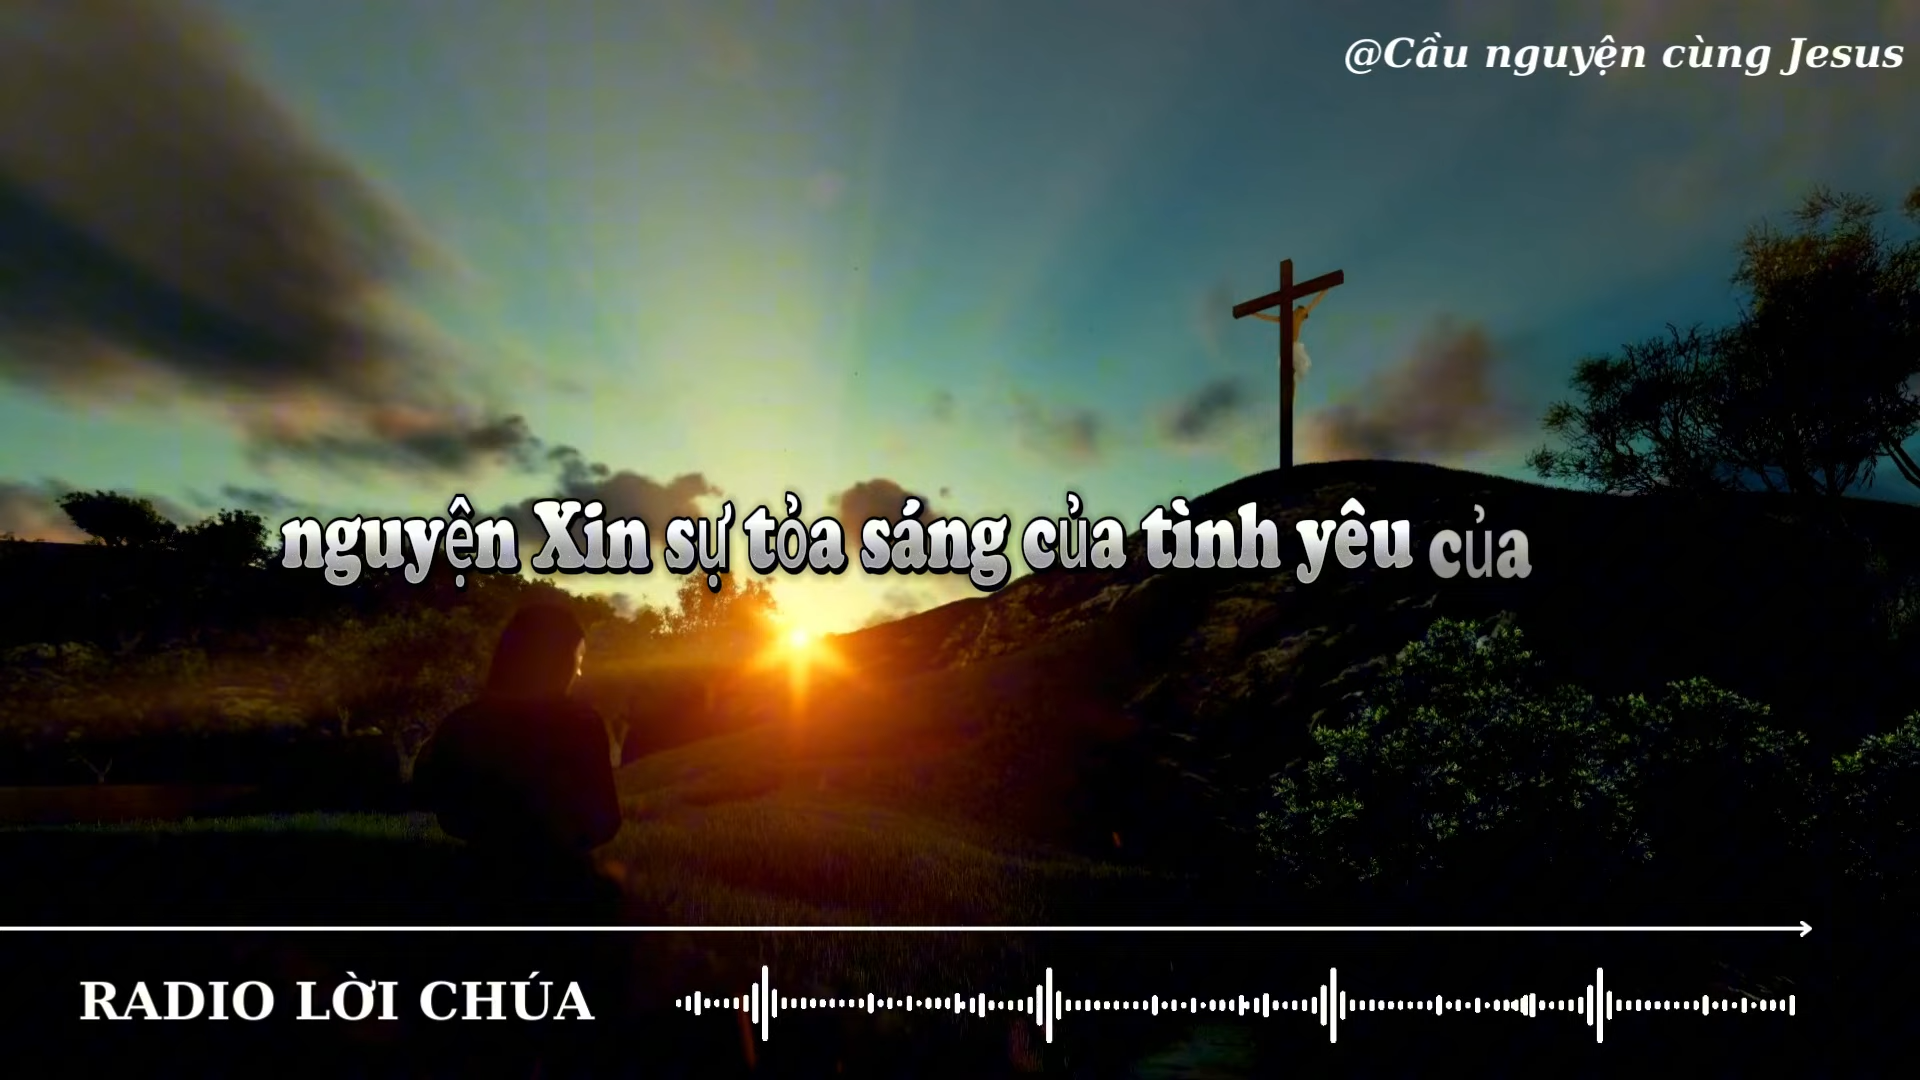 @Cầu nguyện cùng Jesus
nguyện Xin sự tỏa sáng của tình yêu của
RADIO LỜI CHÚA